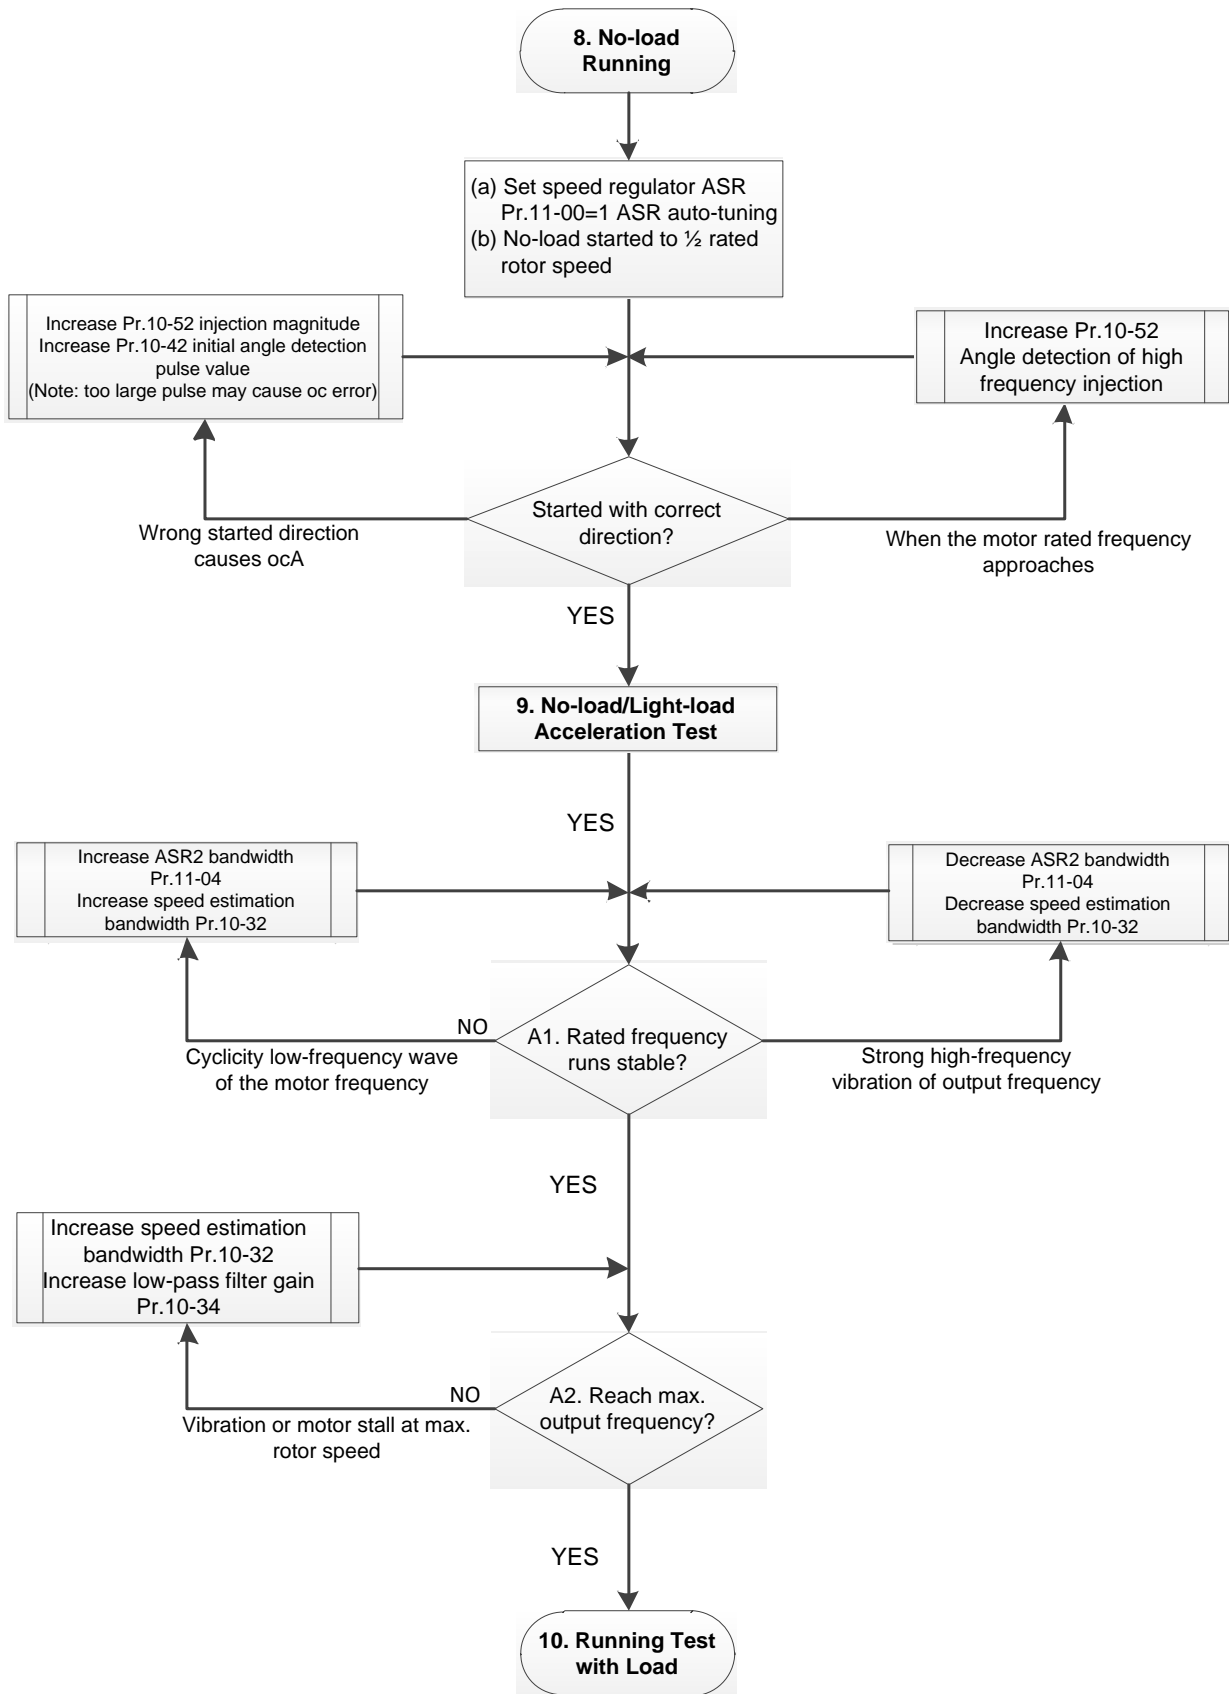 8. No-load
Running
(a) Set speed regulator ASR
Pr.11-00=1 ASR auto-tuning
(b) No-load started to ½ rated
rotor speed
Increase Pr.10-52 injection magnitude
Increase Pr.10-42 initial angle detection
pulse value
(Note: too large pulse may cause oc error)
Increase Pr.10-52
Angle detection of high
frequency injection
Started with correct
direction?
Wrong started direction
causes ocA
When the motor rated frequency
approaches
YES
9. No-load/Light-load
Acceleration Test
YES
Increase ASR2 bandwidth
Pr.11-04
Increase speed estimation
bandwidth Pr.10-32
Decrease ASR2 bandwidth
Pr.11-04
Decrease speed estimation
bandwidth Pr.10-32
NO
A1. Rated frequency
runs stable?
Cyclicity low-frequency wave
of the motor frequency
Strong high-frequency
vibration of output frequency
YES
Increase speed estimation
bandwidth Pr.10-32
Increase low-pass filter gain
Pr.10-34
NO
A2. Reach max.
output frequency?
Vibration or motor stall at max.
rotor speed
YES
10. Running Test
with Load